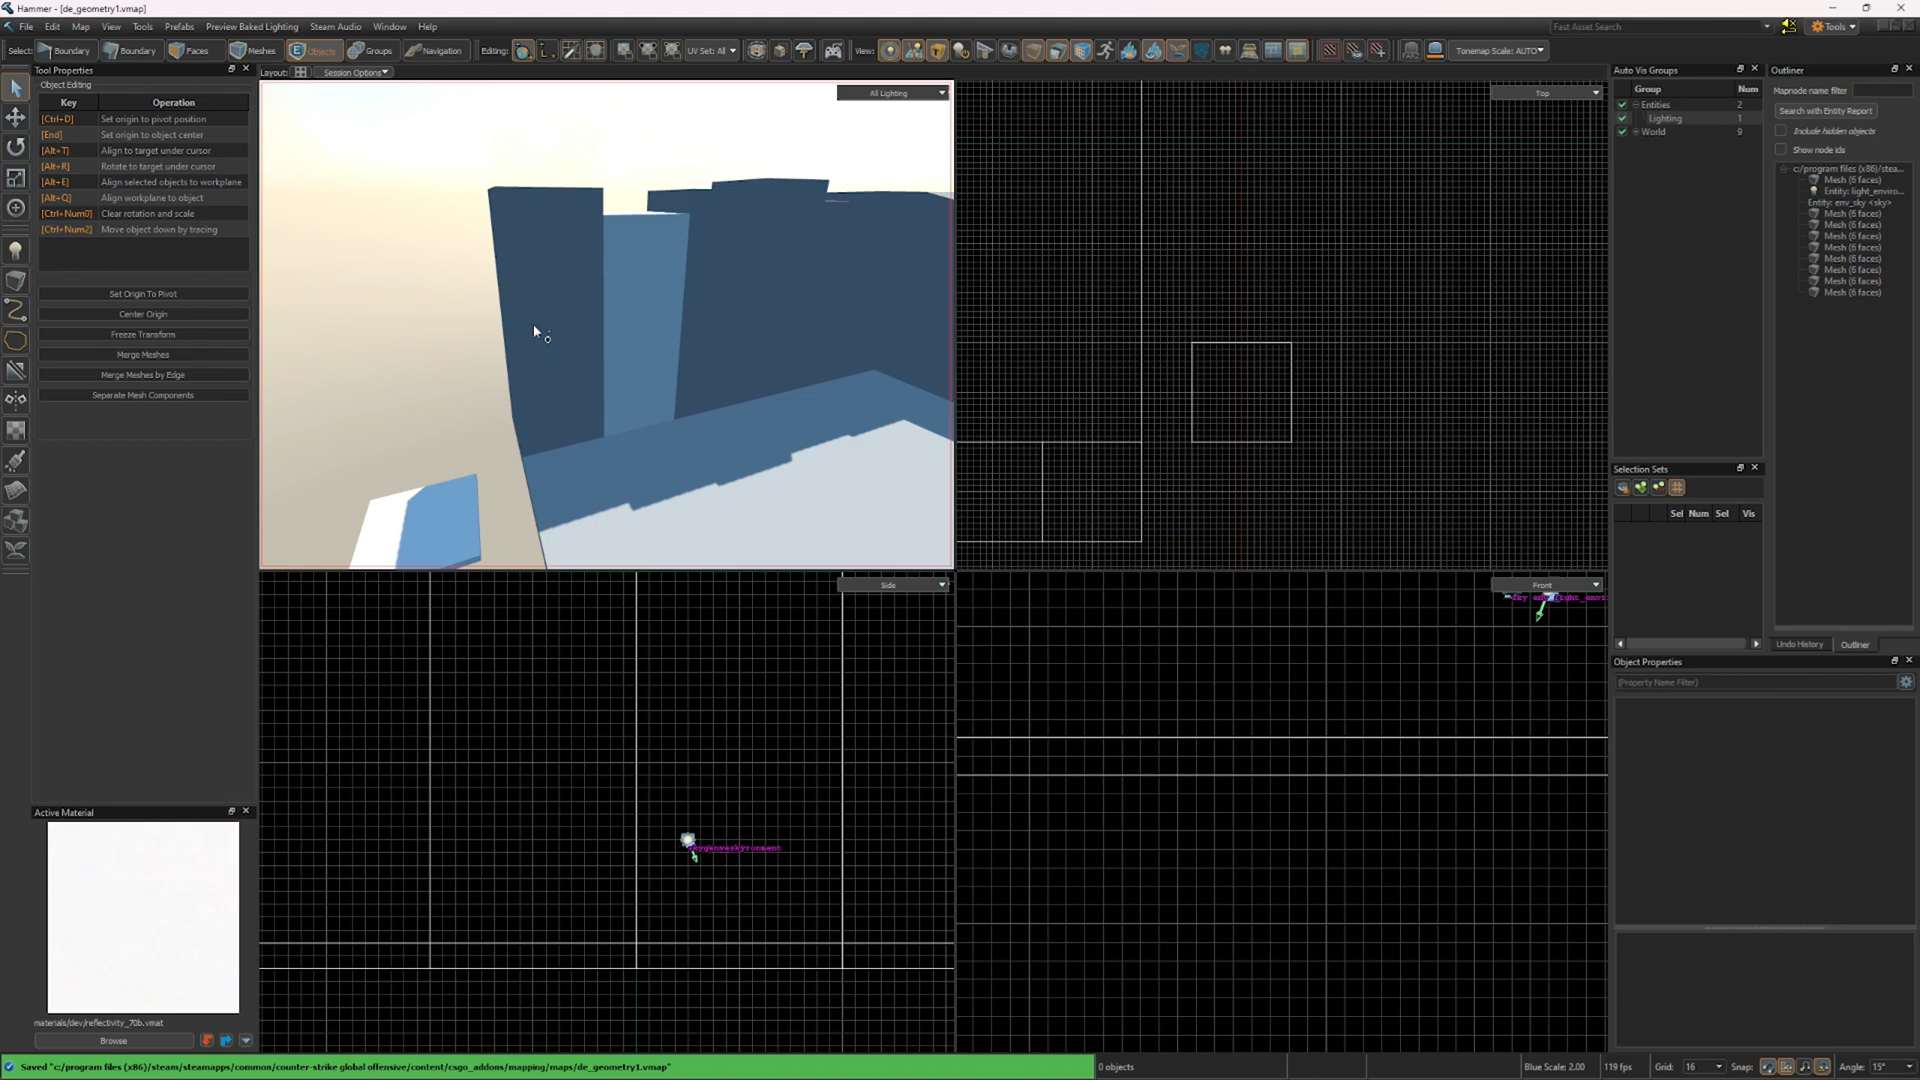 Hammer - [de_geometry1.vmap]
File Edit Map View Tools Prefabs Preview Baked Lighting Steam Audio Window Help
Fast Asset Search
Tools
Select: Boundary Boundary Faces Meshes Objects Groups Navigation Editing: UV Set: All View: Tonemap Scale: AUTO
Tool Properties
Object Editing
Key Operation
[Ctrl+D] Set origin to pivot position
[End] Set origin to object center
[Alt+T] Align to target under cursor
[Alt+R] Rotate to target under cursor
[Alt+E] Align selected objects to workplane
[Alt+Q] Align workplane to object
[Ctrl+Num0] Clear rotation and scale
[Ctrl+Num2] Move object down by tracing
Set Origin To Pivot
Center Origin
Freeze Transform
Merge Meshes
Merge Meshes by Edge
Separate Mesh Components
Active Material
materials/dev/reflectivity_70b.vmat
Browse
Layout: Session Options
All Lighting
Top
Side
Front
Auto Vis Groups
Group Num
Entities 2
Lighting 1
World 9
Selection Sets
Sel Num Sel Vis
Outliner
Mapnode name filter
Search with Entity Report
Include hidden objects
Show node ids
c:/program files (x86)/stea...
Mesh (6 faces)
Entity: light_enviro...
Entity: env_sky <sky>
Mesh (6 faces)
Mesh (6 faces)
Mesh (6 faces)
Mesh (6 faces)
Mesh (6 faces)
Mesh (6 faces)
Mesh (6 faces)
Mesh (6 faces)
Undo History Outliner
Object Properties
(Property Name Filter)
Saved "c:/program files (x86)/steam/steamapps/common/counter-strike global offensive/content/csgo_addons/mapping/maps/de_geometry1.vmap"
0 objects
Blue Scale: 2.00 119 fps Grid: 16 Snap: Angle: 15°